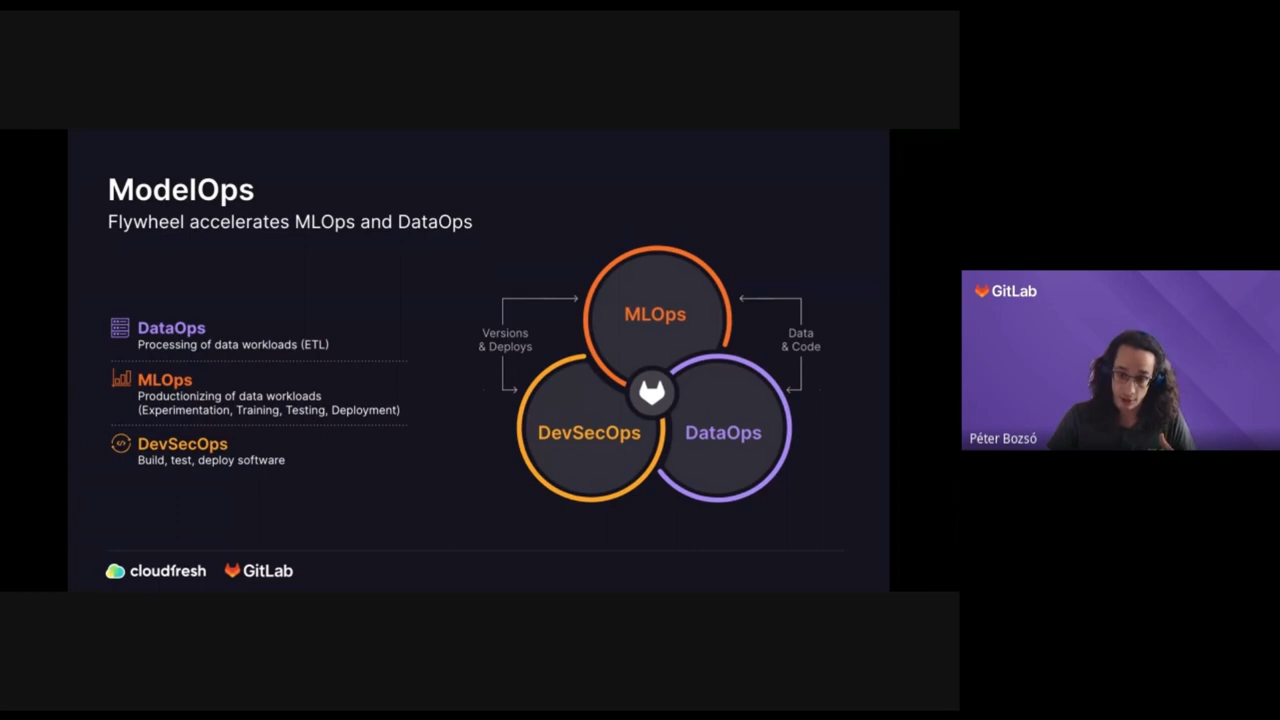 ModelOps
Flywheel accelerates MLOps and DataOps
DataOps
Processing of data workloads (ETL)
MLOps
Productionizing of data workloads
(Experimentation, Training, Testing, Deployment)
DevSecOps
Build, test, deploy software
MLOps
Versions
& Deploys
Data
& Code
DevSecOps
DataOps
cloudfresh
GitLab
GitLab
Péter Bozsó